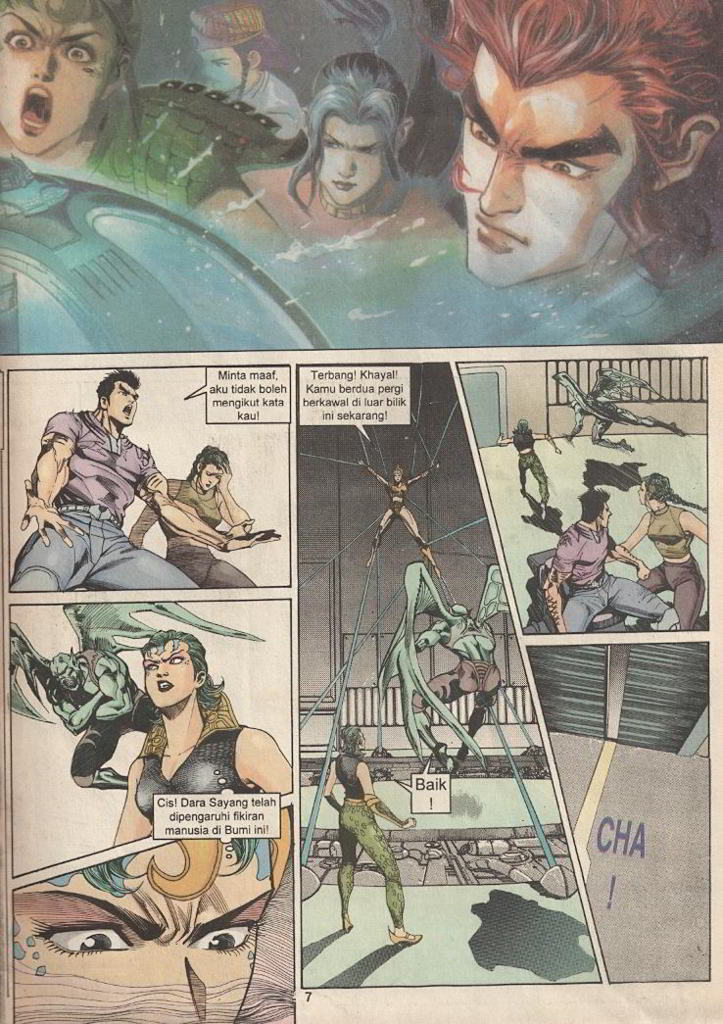 Minta maaf,
aku tidak boleh
mengikut kata
kau!
Cis! Dara Sayang telah
dipengaruhi fikiran
manusia di Bumi ini!
Terbang! Khayal!
Kamu berdua pergi
berkawal di luar bilik
ini sekarang!
Baik
!
CHA
!
7